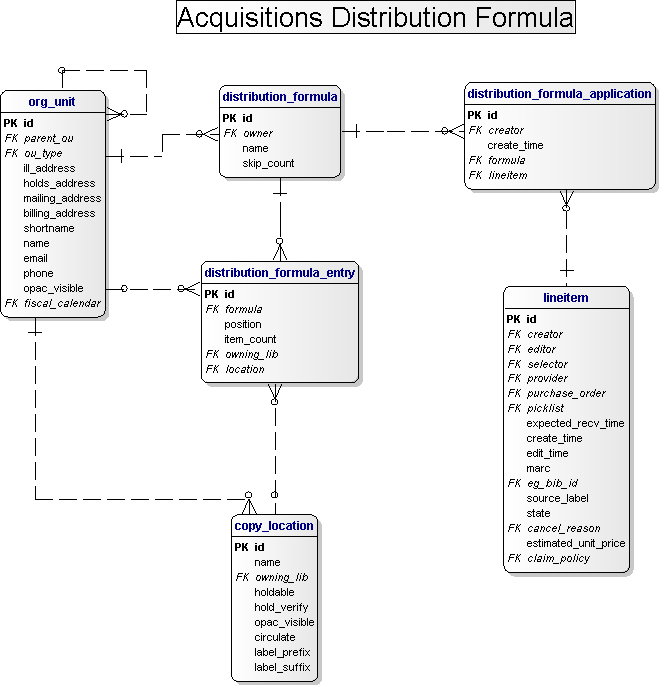 Acquisitions Distribution Formula
org_unit
PK id
FK parent_ou
FK ou_type
ill_address
holds_address
mailing_address
billing_address
shortname
name
email
phone
opac_visible
FK fiscal_calendar
distribution_formula
PK id
FK owner
name
skip_count
distribution_formula_application
PK id
FK creator
create_time
FK formula
FK lineitem
distribution_formula_entry
PK id
FK formula
position
item_count
FK owning_lib
FK location
lineitem
PK id
FK creator
FK editor
FK selector
FK provider
FK purchase_order
FK picklist
expected_recv_time
create_time
edit_time
marc
FK eg_bib_id
source_label
state
FK cancel_reason
estimated_unit_price
FK claim_policy
copy_location
PK id
name
FK owning_lib
holdable
hold_verify
opac_visible
circulate
label_prefix
label_suffix